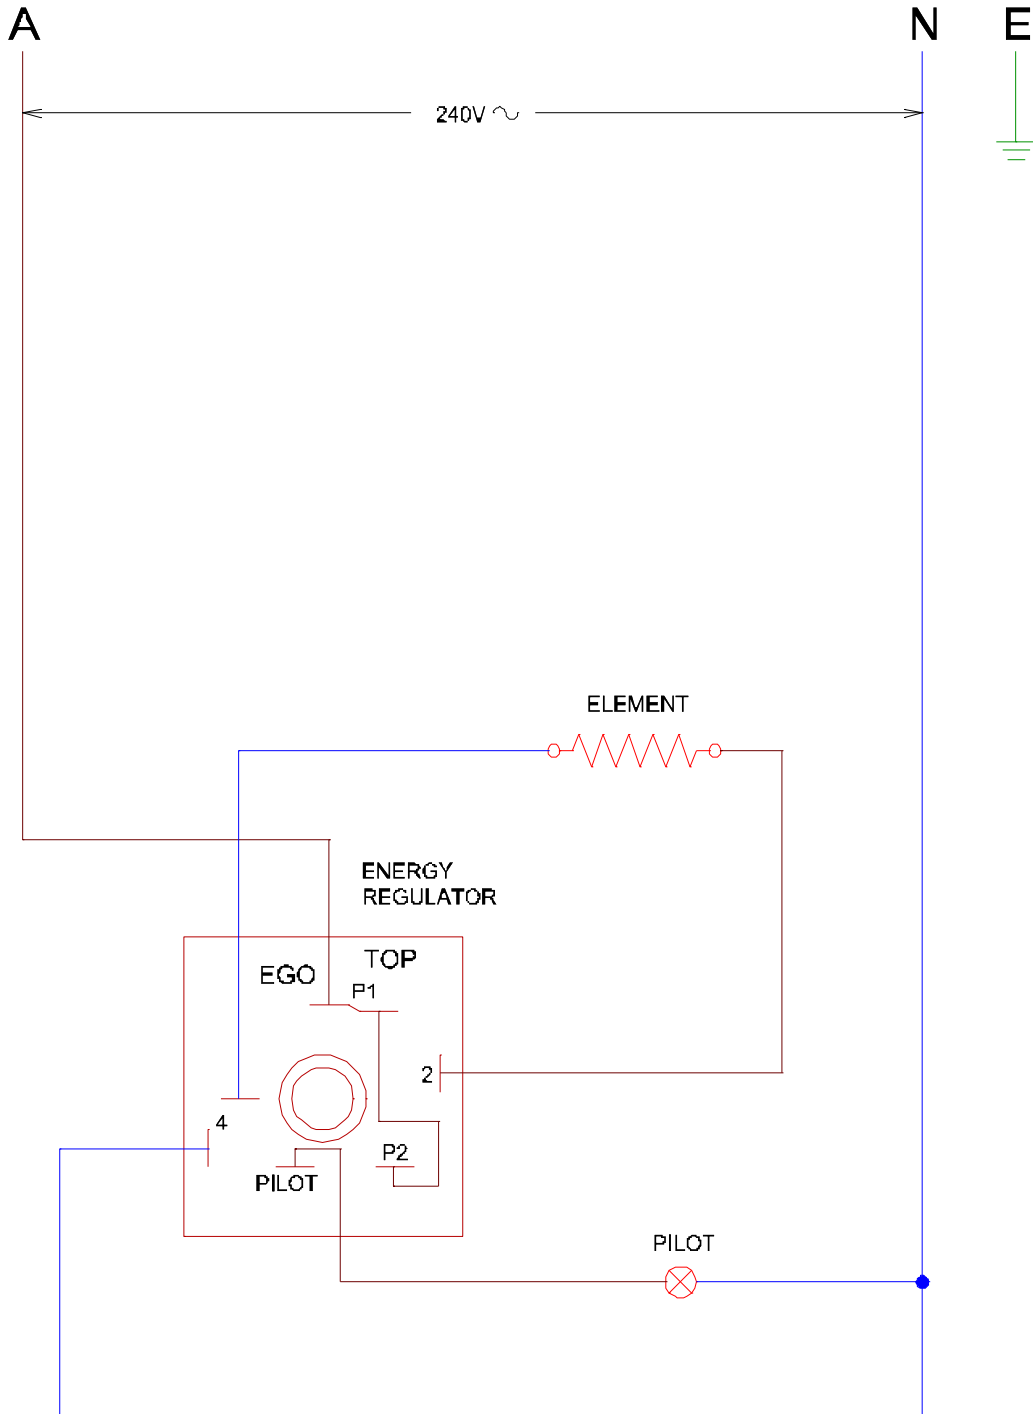 A
N
E
240V
ELEMENT
ENERGY
REGULATOR
TOP
EGO
P1
2
4
P2
PILOT
PILOT